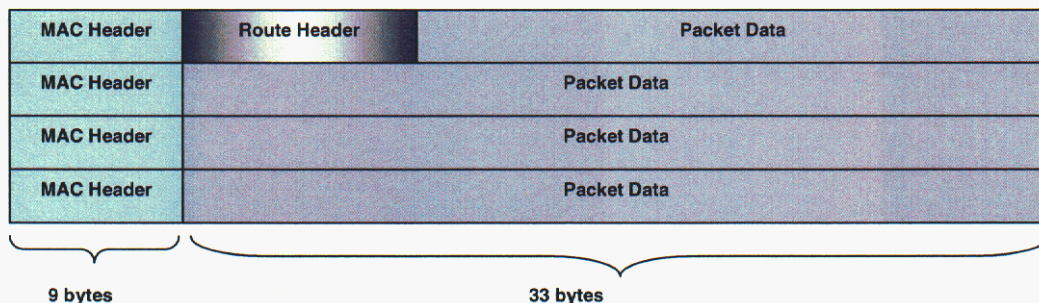 MAC Header Route Header Packet Data
MAC Header Packet Data
MAC Header Packet Data
MAC Header Packet Data
9 bytes 33 bytes